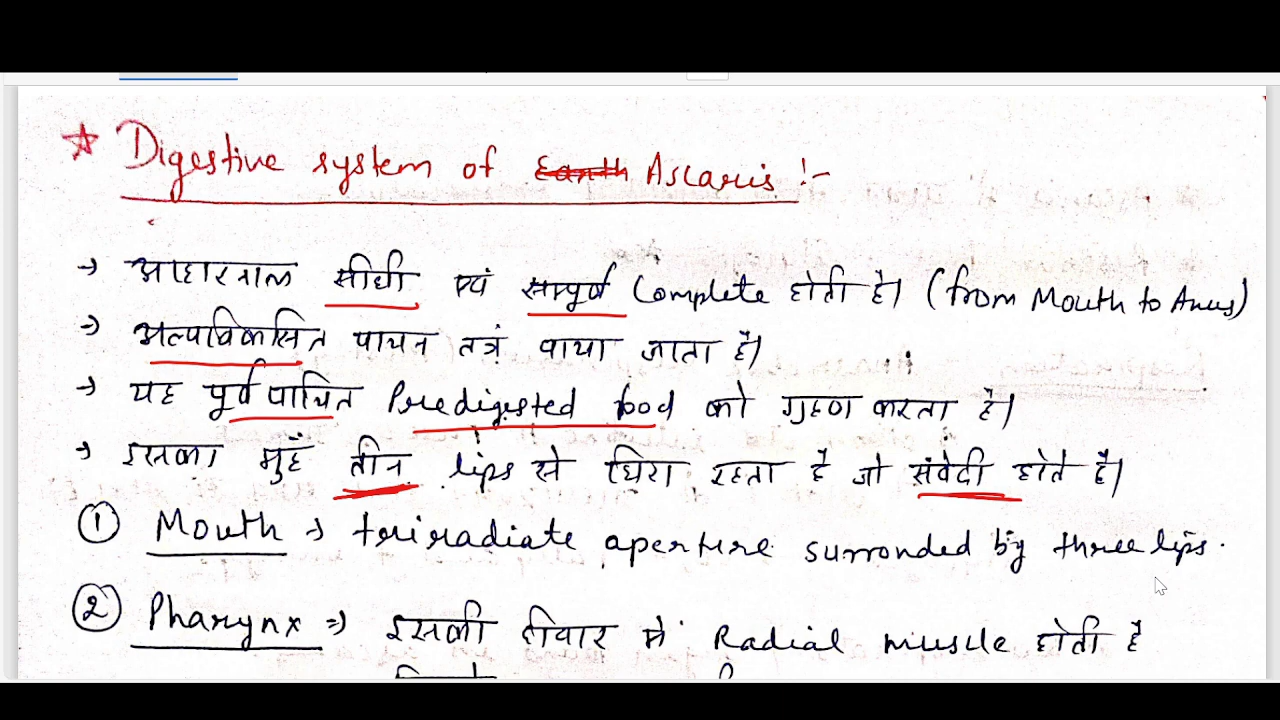 ☆ Digestive system of Earth Ascaris :-
→ आहारनाल सीधी एवं सम्पूर्ण Complete होती है। (from Mouth to Anus)
→ अल्पविकसित पाचन तत्रं पाया जाता है।
→ यह पूर्व पाचित Predigested food को ग्रहण करता है।
→ इसका मुहँ तीन lips से घिरा रहता है जो संवेदी होते है।
① Mouth → triradiate aperture surronded by three lips.
② Pharynx ⇒ इसकी दीवार मे Radial muscle होती है